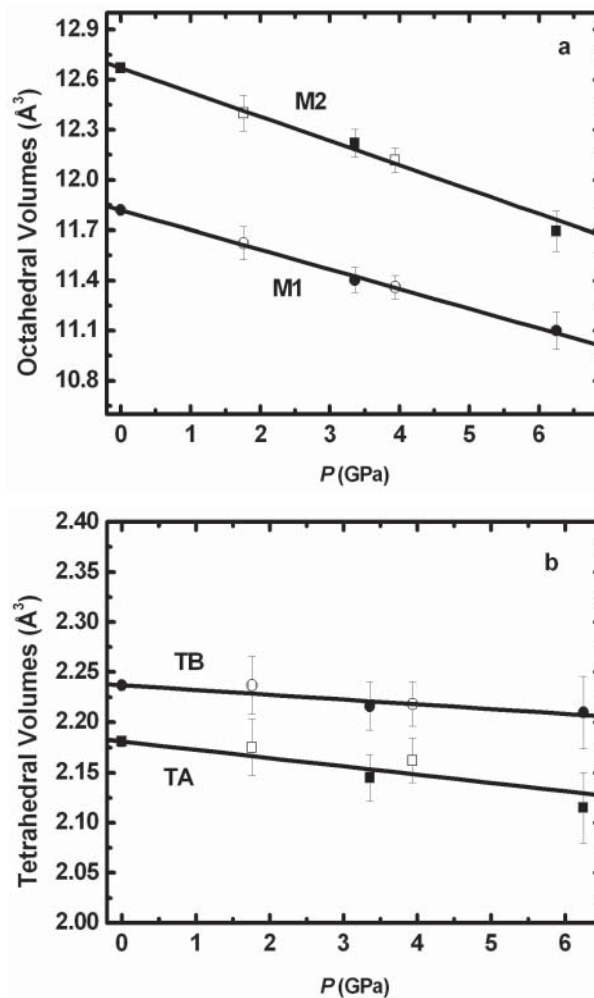 12.9
a
12.6
M2
12.3
12.0
11.7
M1
11.4
11.1
10.8
0 1 2 3 4 5 6
Octahedral Volumes (Å³)
P (GPa)
2.40
b
2.35
2.30
TB
2.25
2.20
TA
2.15
2.10
2.05
2.00
0 1 2 3 4 5 6
Tetrahedral Volumes (Å³)
P (GPa)